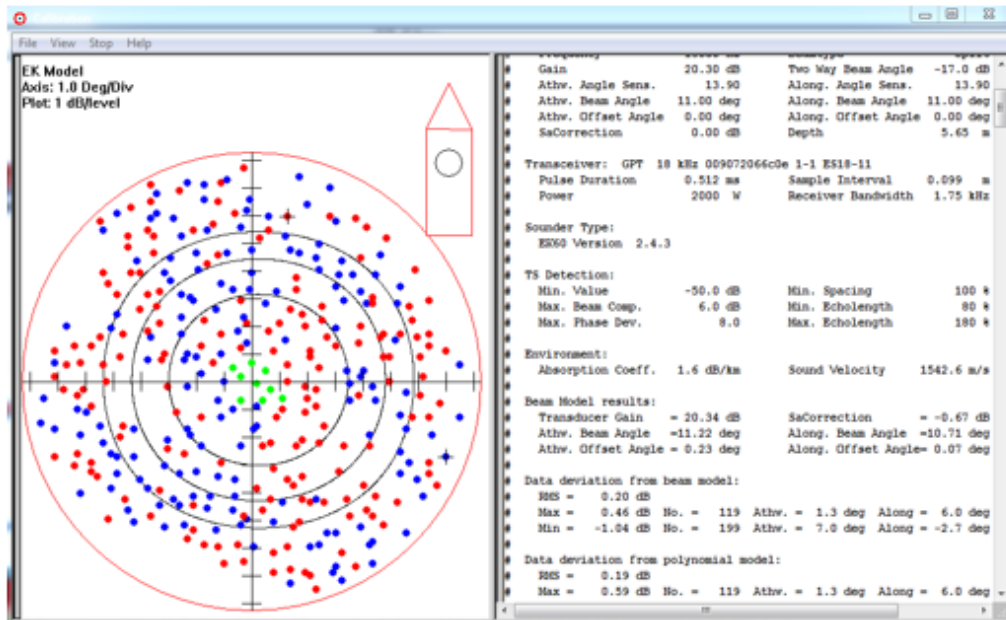 Calibration
File View Stop Help
EK Model
Axis: 1.0 Deg/Div
Plot: 1 dB/level
# Gain 20.30 dB Two Way Beam Angle -17.0 dB
# Athw. Angle Sens. 13.90 Along. Angle Sens. 13.90
# Athw. Beam Angle 11.00 deg Along. Beam Angle 11.00 deg
# Athw. Offset Angle 0.00 deg Along. Offset Angle 0.00 deg
# SaCorrection 0.00 dB Depth 5.65 m
#
# Transceiver: GPT 18 kHz 009072066c0e 1-1 ES18-11
# Pulse Duration 0.512 ms Sample Interval 0.099 m
# Power 2000 W Receiver Bandwidth 1.75 kHz
#
# Sounder Type:
# EK60 Version 2.4.3
#
# TS Detection:
# Min. Value -50.0 dB Min. Spacing 100 %
# Max. Beam Comp. 6.0 dB Min. Echolength 80 %
# Max. Phase Dev. 8.0 Max. Echolength 180 %
#
# Environment:
# Absorption Coeff. 1.6 dB/km Sound Velocity 1542.6 m/s
#
# Beam Model results:
# Transducer Gain = 20.34 dB SaCorrection = -0.67 dB
# Athw. Beam Angle =11.22 deg Along. Beam Angle =10.71 deg
# Athw. Offset Angle = 0.23 deg Along. Offset Angle= 0.07 deg
#
# Data deviation from beam model:
# RMS = 0.20 dB
# Max = 0.46 dB No. = 119 Athw. = 1.3 deg Along = 6.0 deg
# Min = -1.04 dB No. = 199 Athw. = 7.0 deg Along = -2.7 deg
#
# Data deviation from polynomial model:
# RMS = 0.19 dB
# Max = 0.59 dB No. = 119 Athw. = 1.3 deg Along = 6.0 deg